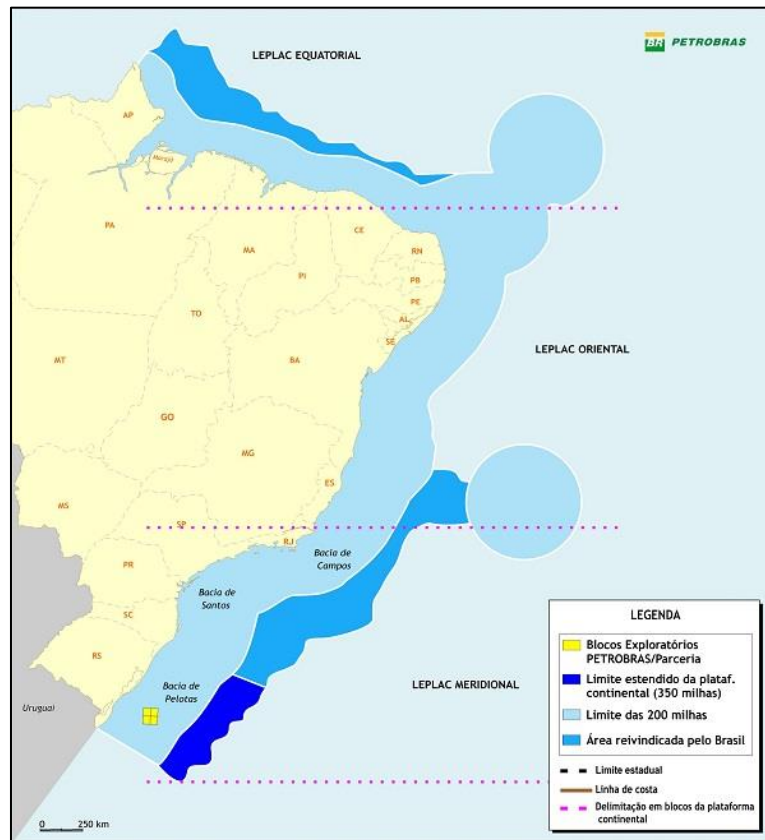 LEPLAC EQUATORIAL
BR PETROBRAS
AP
Marajó
PA
MA
CE
RN
PI
PB
PE
AL
SE
TO
MT
BA
LEPLAC ORIENTAL
GO
MG
ES
MS
SP
RJ
Bacia de
Campos
PR
Bacia de
Santos
SC
RS
Bacia de
Pelotas
LEPLAC MERIDIONAL
Uruguai
0 250 km
LEGENDA
Blocos Exploratórios
PETROBRAS/Parceria
Limite estendido da plataf.
continental (350 milhas)
Limite das 200 milhas
Área reivindicada pelo Brasil
Limite estadual
Linha de costa
Delimitação em blocos da plataforma
continental